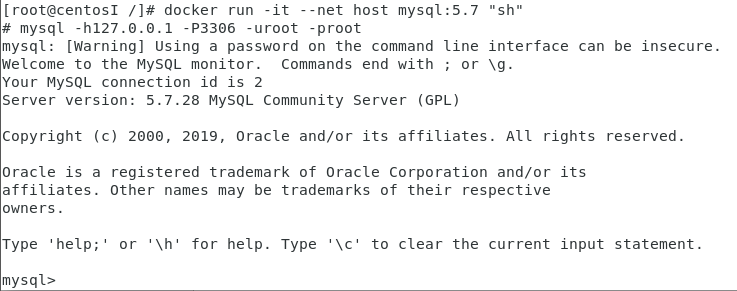 [root@centosI /]# docker run -it --net host mysql:5.7 "sh"
# mysql -h127.0.0.1 -P3306 -uroot -proot
mysql: [Warning] Using a password on the command line interface can be insecure.
Welcome to the MySQL monitor.  Commands end with ; or \g.
Your MySQL connection id is 2
Server version: 5.7.28 MySQL Community Server (GPL)

Copyright (c) 2000, 2019, Oracle and/or its affiliates. All rights reserved.

Oracle is a registered trademark of Oracle Corporation and/or its
affiliates. Other names may be trademarks of their respective
owners.

Type 'help;' or '\h' for help. Type '\c' to clear the current input statement.

mysql>